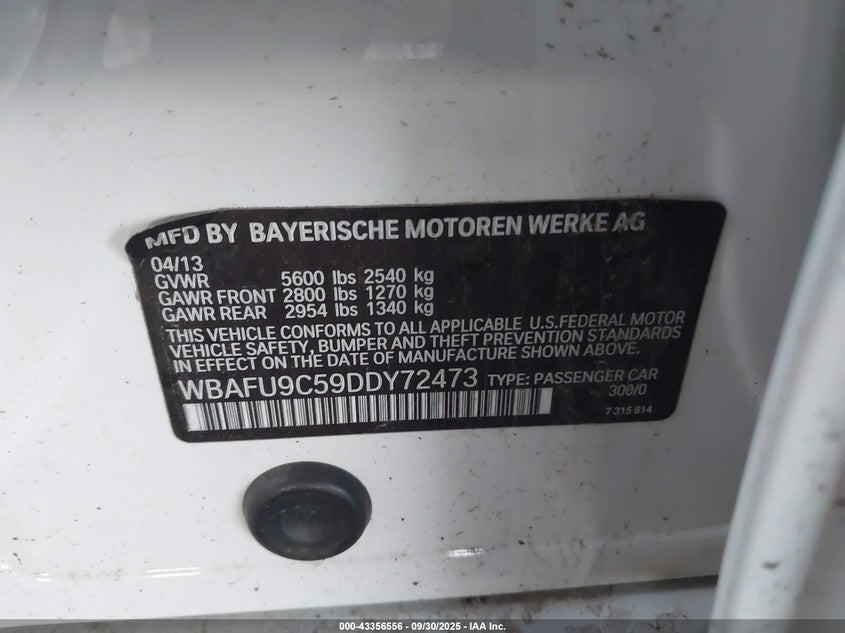 MFD BY BAYERISCHE MOTOREN WERKE AG
04/13
GVWR 5600 lbs 2540 kg
GAWR FRONT 2800 lbs 1270 kg
GAWR REAR 2954 lbs 1340 kg
THIS VEHICLE CONFORMS TO ALL APPLICABLE U.S.FEDERAL MOTOR
VEHICLE SAFETY, BUMPER AND THEFT PREVENTION STANDARDS
IN EFFECT ON THE DATE OF MANUFACTURE SHOWN ABOVE.
WBAFU9C59DDY72473 TYPE: PASSENGER CAR
300/0
7 315 814
000-43356556 - 09/30/2025 - IAA Inc.